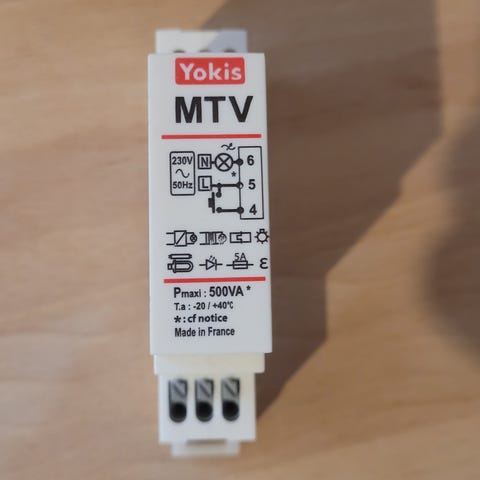 Yokis
MTV
230V
50Hz
N
L
*
6
5
4
5A
ε
Pmaxi : 500VA *
T.a : -20 / +40°C
* : cf notice
Made in France